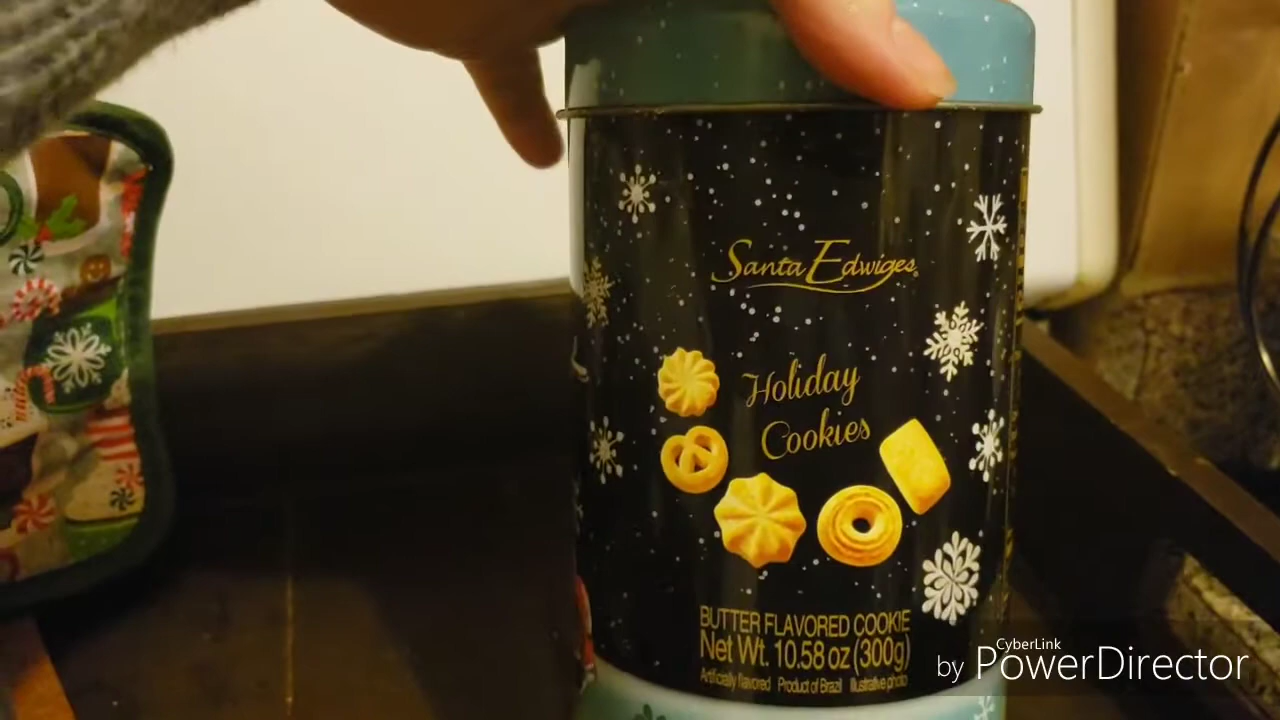 Santa Edwiges
Holiday
Cookies
BUTTER FLAVORED COOKIE
Net Wt. 10.58 oz (300g)
Artificially flavored Product of Brazil Illustrative photo
CyberLink
by PowerDirector